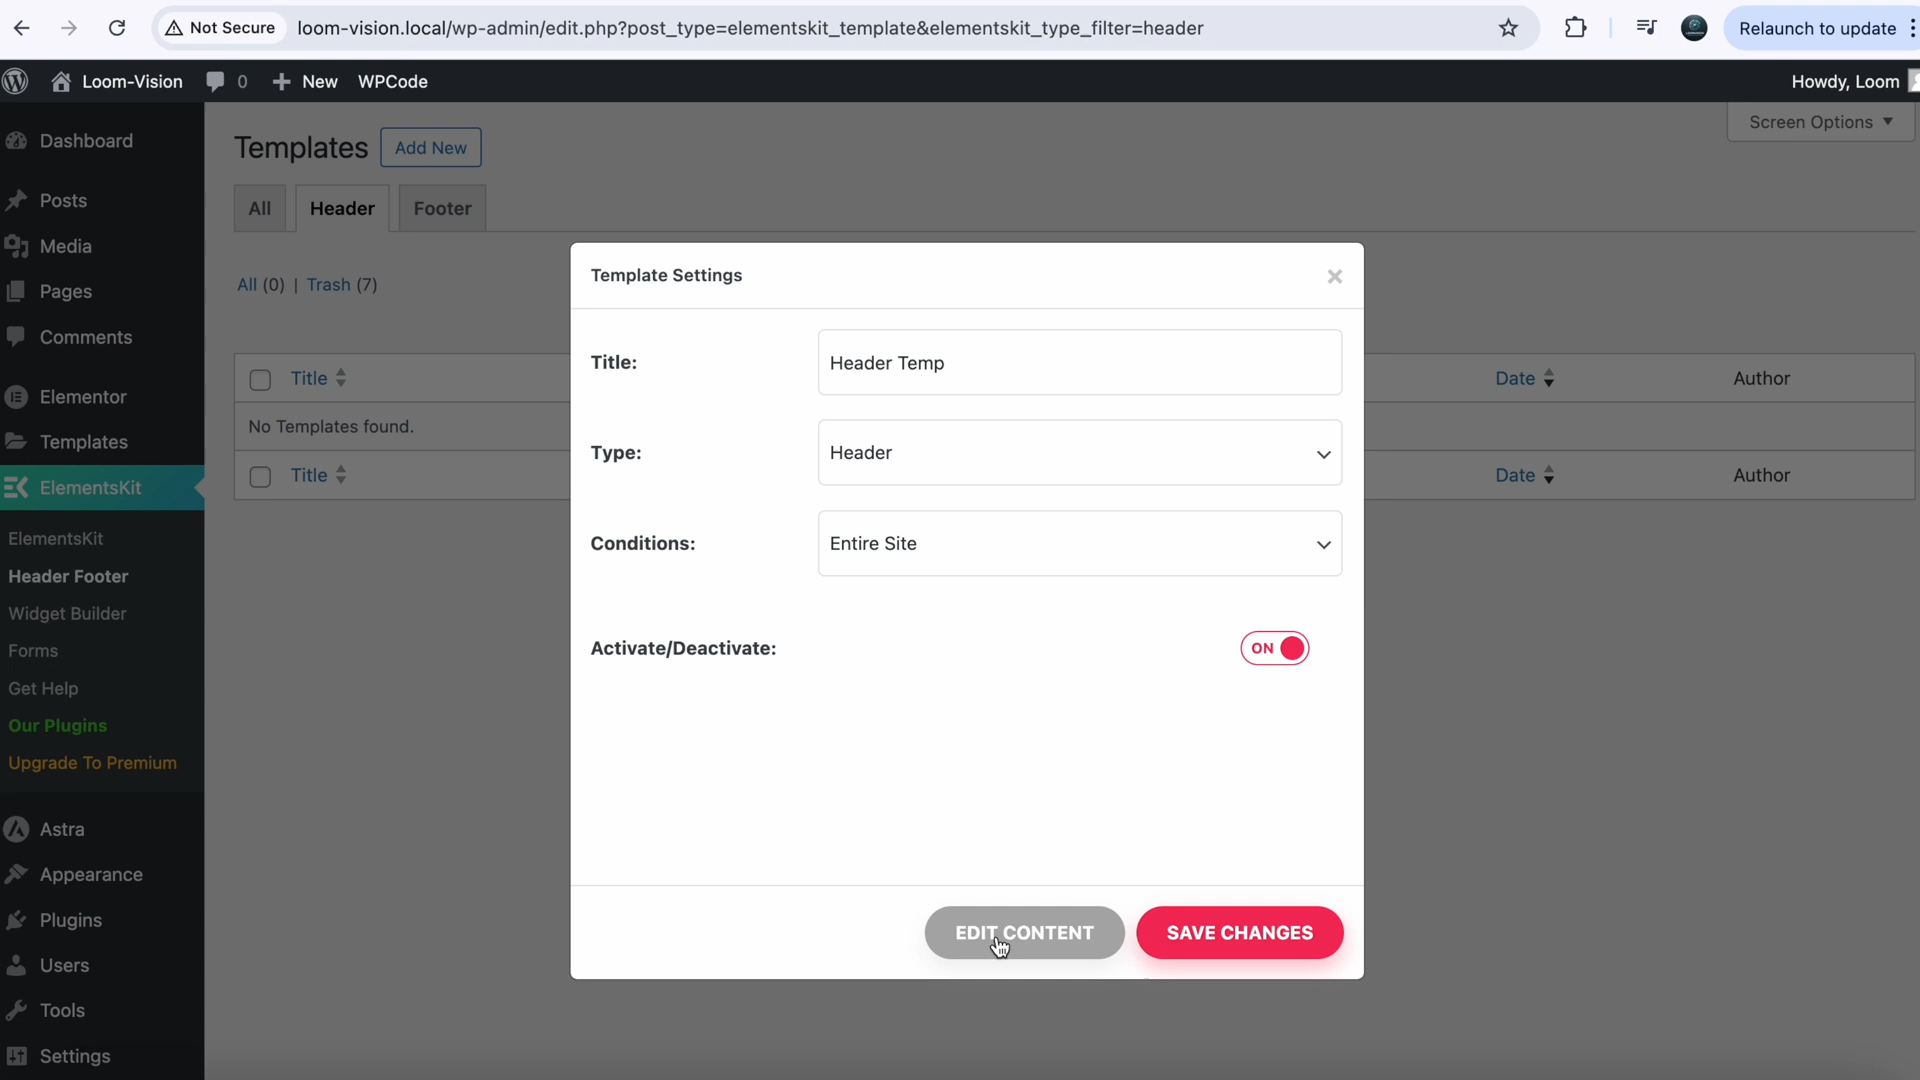 Not Secure
loom-vision.local/wp-admin/edit.php?post_type=elementskit_template&elementskit_type_filter=header
Relaunch to update
Loom-Vision
0
New
WPCode
Howdy, Loom
Dashboard
Posts
Media
Pages
Comments
Elementor
Templates
ElementsKit
ElementsKit
Header Footer
Widget Builder
Forms
Get Help
Our Plugins
Upgrade To Premium
Astra
Appearance
Plugins
Users
Tools
Settings
Templates
Add New
Screen Options
All
Header
Footer
All (0) | Trash (7)
Title
Date
Author
No Templates found.
Title
Date
Author
Template Settings
Title:
Header Temp
Type:
Header
Conditions:
Entire Site
Activate/Deactivate:
ON
EDIT CONTENT
SAVE CHANGES